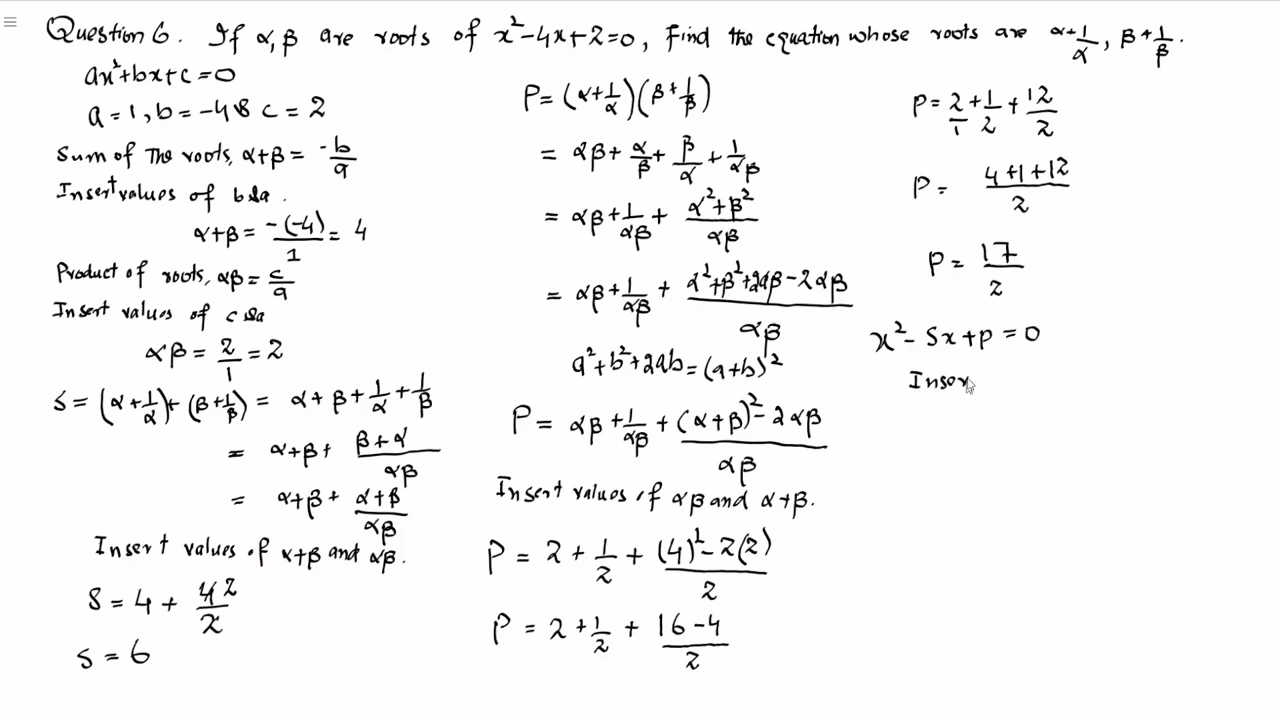 Question 6. If α, β are roots of x²-4x+2=0, Find the equation whose roots are α+1/α, β+1/β.
ax²+bx+c=0
a=1, b=-4 & c=2
Sum of The roots, α+β = -b/a
Insert values of b & a.
α+β = -(-4)/1 = 4
Product of roots, αβ = c/a
Insert values of c & a
αβ = 2/1 = 2
S = (α+1/α)+(β+1/β) = α+β+1/α+1/β
= α+β+ (β+α)/αβ
= α+β+ (α+β)/αβ
Insert values of α+β and αβ.
S = 4 + 4/2 2
S = 6
P = (α+1/α)(β+1/β)
= αβ+α/β+β/α+1/αβ
= αβ+1/αβ+ (α²+β²)/αβ
= αβ+1/αβ + (α²+β²+2αβ-2αβ)/αβ
a²+b²+2ab=(a+b)²
P = αβ+1/αβ+((α+β)²-2αβ)/αβ
Insert values of αβ and α+β.
P = 2+1/2+((4)²-2(2))/2
P = 2+1/2+(16-4)/2
P = 2/1+1/2+12/2
P = (4+1+12)/2
P = 17/2
x²-Sx+p=0
Inser